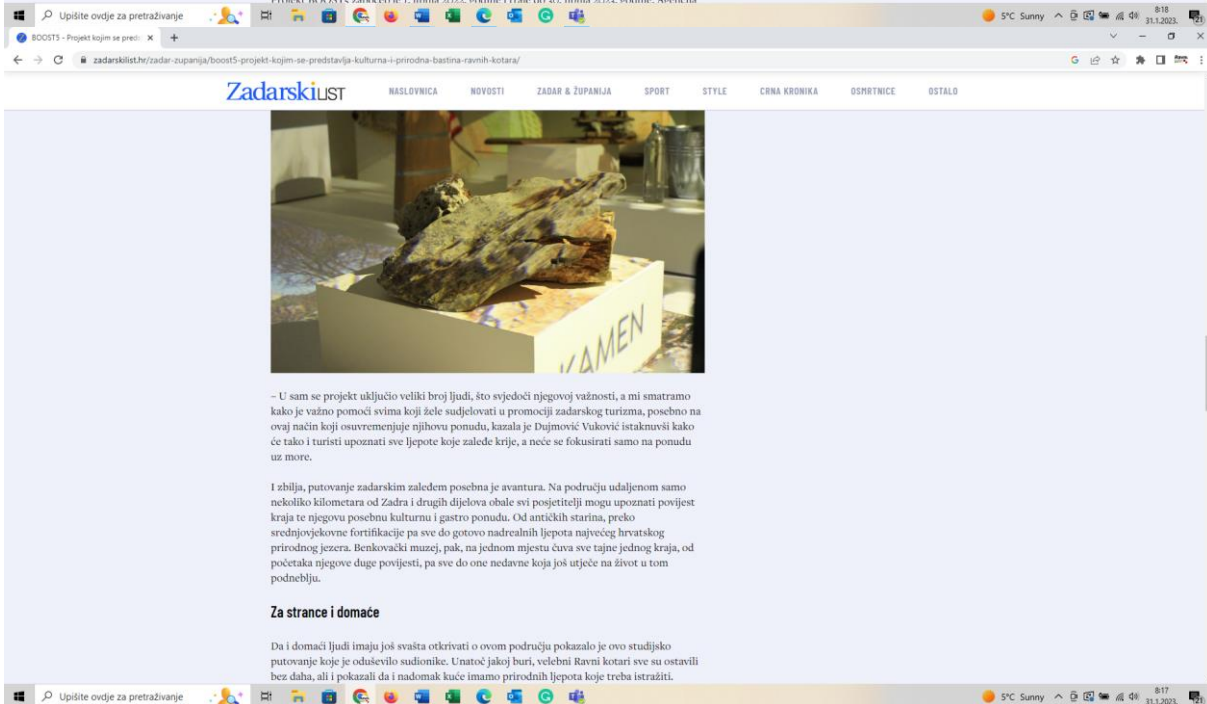 Upišite ovdje za pretraživanje
5°C Sunny
8:18
31.1.2023.
21
BOOST5 - Projekt kojim se preds
zadarskilist.hr/zadar-zupanija/boost5-projekt-kojim-se-predstavlja-kulturna-i-prirodna-bastina-ravnih-kotara/
Zadarski LIST
NASLOVNICA NOVOSTI ZADAR & ŽUPANIJA SPORT STYLE CRNA KRONIKA OSMRTNICE OSTALO
KAMEN
– U sam se projekt uključio veliki broj ljudi, što svjedoči njegovoj važnosti, a mi smatramo
kako je važno pomoći svima koji žele sudjelovati u promociji zadarskog turizma, posebno na
ovaj način koji osuvremenjuje njihovu ponudu, kazala je Dujmović Vuković istaknuvši kako
će tako i turisti upoznati sve ljepote koje zaleđe krije, a neće se fokusirati samo na ponudu
uz more.
I zbilja, putovanje zadarskim zaleđem posebna je avantura. Na području udaljenom samo
nekoliko kilometara od Zadra i drugih dijelova obale svi posjetitelji mogu upoznati povijest
kraja te njegovu posebnu kulturnu i gastro ponudu. Od antičkih starina, preko
srednjovjekovne fortifikacije pa sve do gotovo nadrealnih ljepota najvećeg hrvatskog
prirodnog jezera. Benkovački muzej, pak, na jednom mjestu čuva sve tajne jednog kraja, od
početaka njegove duge povijesti, pa sve do one nedavne koja još utječe na život u tom
podneblju.
Za strance i domaće
Da i domaći ljudi imaju još svašta otkrivati o ovom području pokazalo je ovo studijsko
putovanje koje je oduševilo sudionike. Unatoč jakoj buri, velebni Ravni kotari sve su ostavili
bez daha, ali i pokazali da i nadomak kuće imamo prirodnih ljepota koje treba istražiti.
Upišite ovdje za pretraživanje
5°C Sunny
8:17
31.1.2023.
21